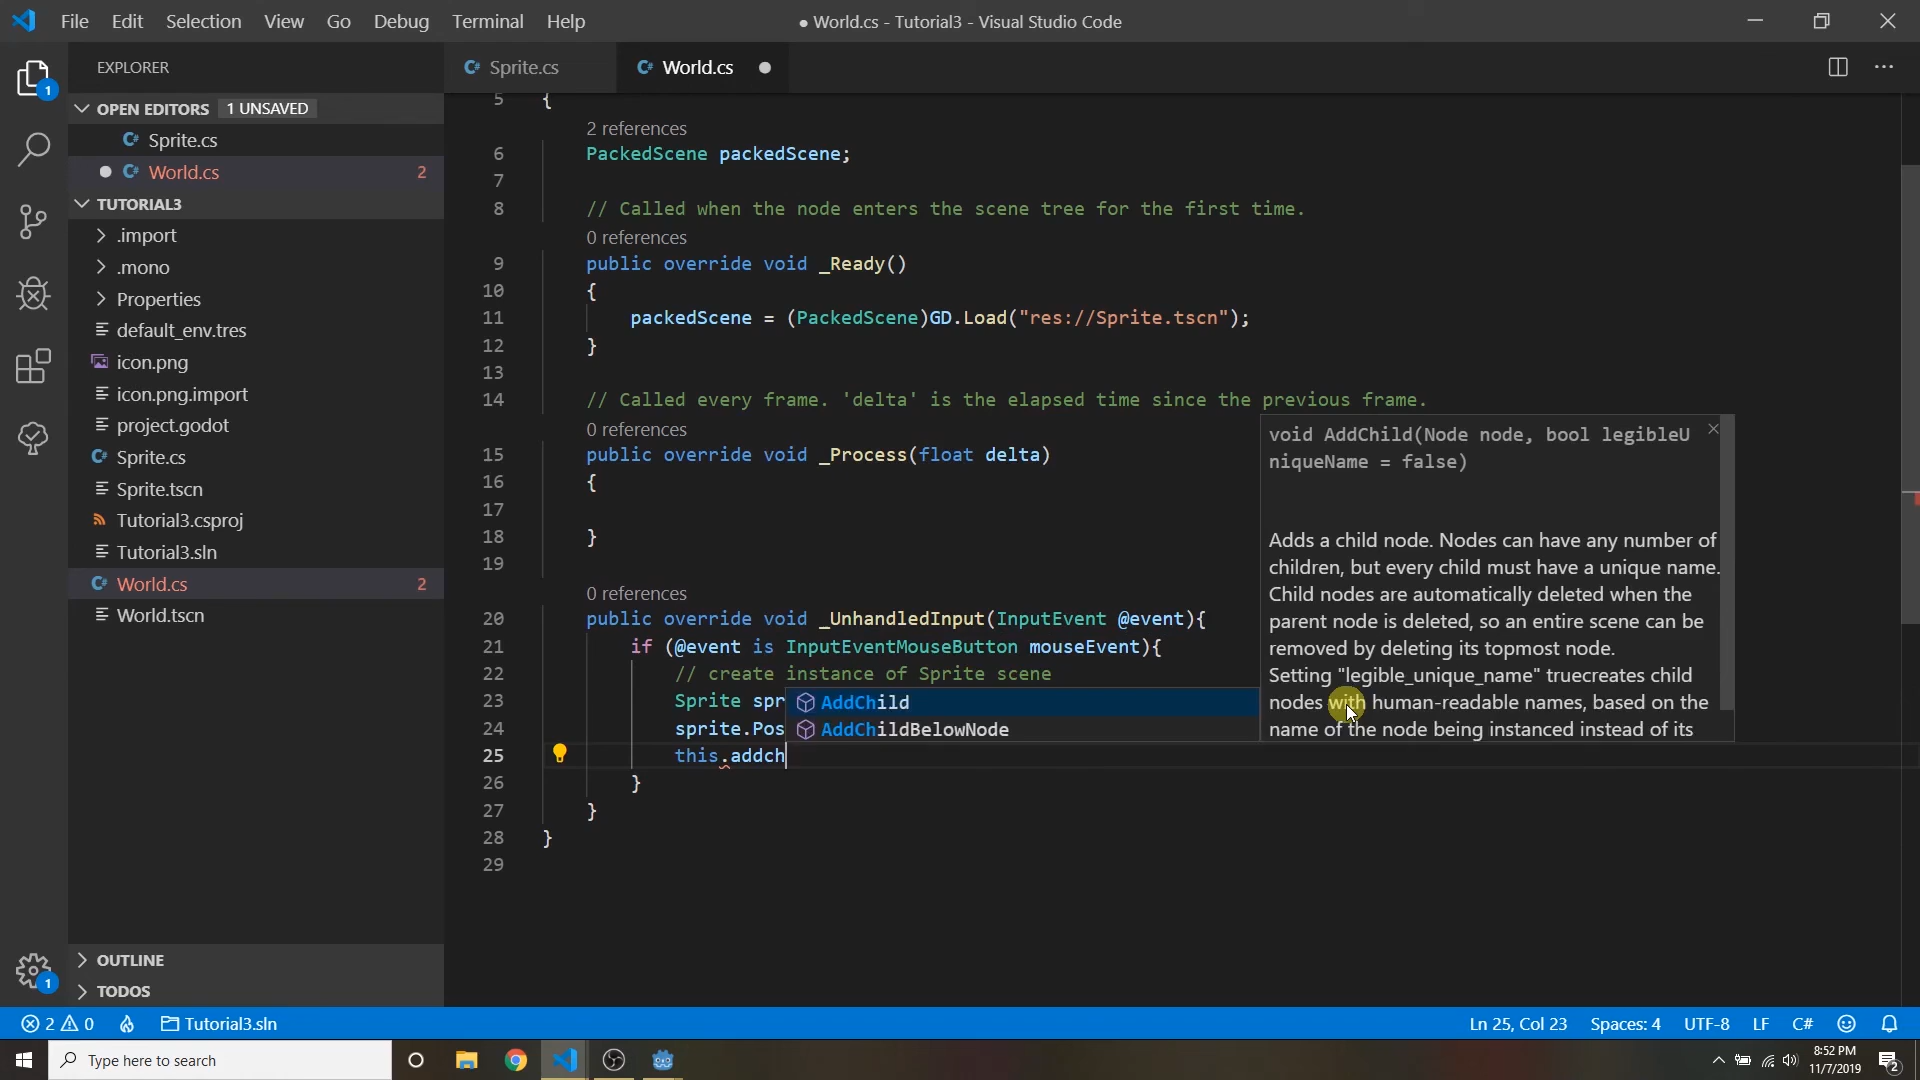 File Edit Selection View Go Debug Terminal Help
● World.cs - Tutorial3 - Visual Studio Code
EXPLORER
OPEN EDITORS 1 UNSAVED
Sprite.cs
World.cs 2
TUTORIAL3
.import
.mono
Properties
default_env.tres
icon.png
icon.png.import
project.godot
Sprite.cs
Sprite.tscn
Tutorial3.csproj
Tutorial3.sln
World.cs 2
World.tscn
OUTLINE
TODOS
1
1
Sprite.cs World.cs
5 {
2 references
6 PackedScene packedScene;
7
8 // Called when the node enters the scene tree for the first time.
0 references
9 public override void _Ready()
10 {
11 packedScene = (PackedScene)GD.Load("res://Sprite.tscn");
12 }
13
14 // Called every frame. 'delta' is the elapsed time since the previous frame.
0 references
15 public override void _Process(float delta)
16 {
17
18 }
19
0 references
20 public override void _UnhandledInput(InputEvent @event){
21 if (@event is InputEventMouseButton mouseEvent){
22 // create instance of Sprite scene
23 Sprite spr
24 sprite.Pos
25 this.addch
26 }
27 }
28 }
29
AddChild
AddChildBelowNode
void AddChild(Node node, bool legibleU
niqueName = false)
Adds a child node. Nodes can have any number of
children, but every child must have a unique name.
Child nodes are automatically deleted when the
parent node is deleted, so an entire scene can be
removed by deleting its topmost node.
Setting "legible_unique_name" truecreates child
nodes with human-readable names, based on the
name of the node being instanced instead of its
2 0 Tutorial3.sln
Ln 25, Col 23 Spaces: 4 UTF-8 LF C#
Type here to search
8:52 PM
11/7/2019
2